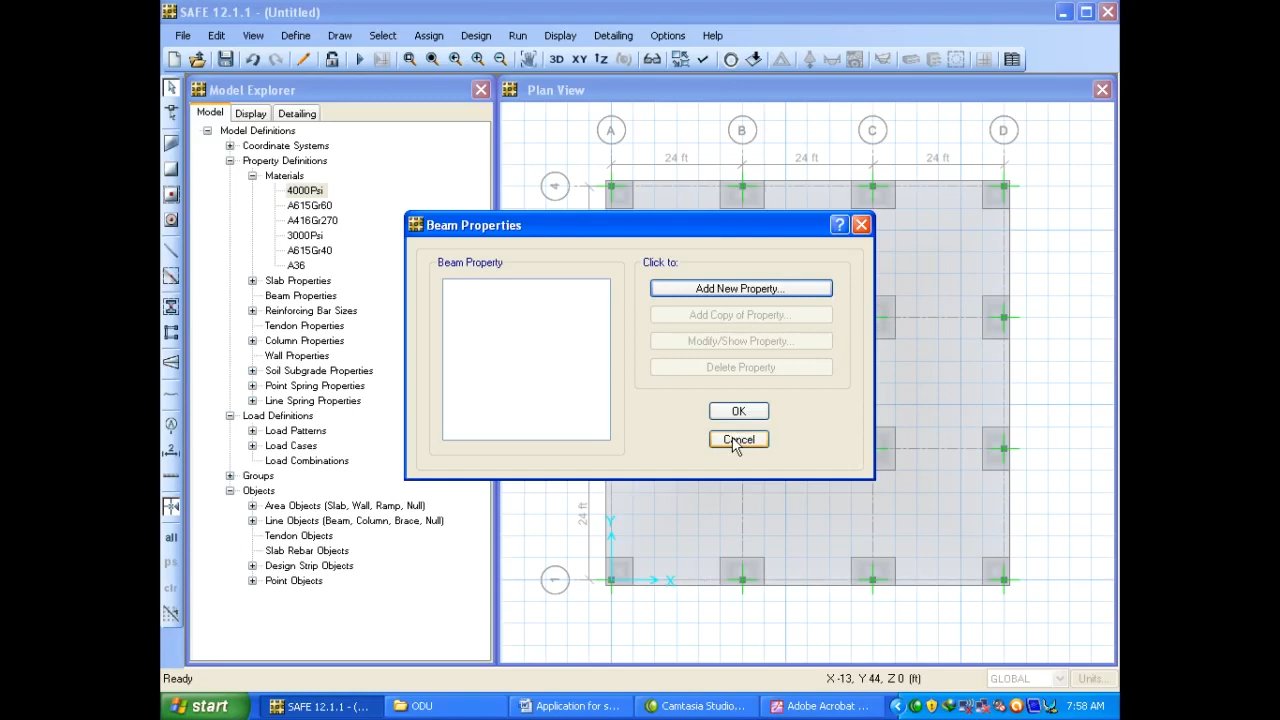 SAFE 12.1.1 - (Untitled)
File Edit View Define Draw Select Assign Design Run Display Detailing Options Help
3D XY
Model Explorer
Model Display Detailing
Model Definitions
Coordinate Systems
Property Definitions
Materials
4000Psi
A615Gr60
A416Gr270
3000Psi
A615Gr40
A36
Slab Properties
Beam Properties
Reinforcing Bar Sizes
Tendon Properties
Column Properties
Wall Properties
Soil Subgrade Properties
Point Spring Properties
Line Spring Properties
Load Definitions
Load Patterns
Load Cases
Load Combinations
Groups
Objects
Area Objects (Slab, Wall, Ramp, Null)
Line Objects (Beam, Column, Brace, Null)
Tendon Objects
Slab Rebar Objects
Design Strip Objects
Point Objects
all
ps
clr
Plan View
A B C D
24 ft 24 ft 24 ft
4
24 ft
Y
1
X
Beam Properties
Beam Property
Click to:
Add New Property...
Add Copy of Property...
Modify/Show Property...
Delete Property
OK
Cancel
Ready
X -13, Y 44, Z 0 (ft)
GLOBAL
Units...
start
SAFE 12.1.1 - (...
ODU
Application for s...
Camtasia Studio...
Adobe Acrobat ...
7:58 AM